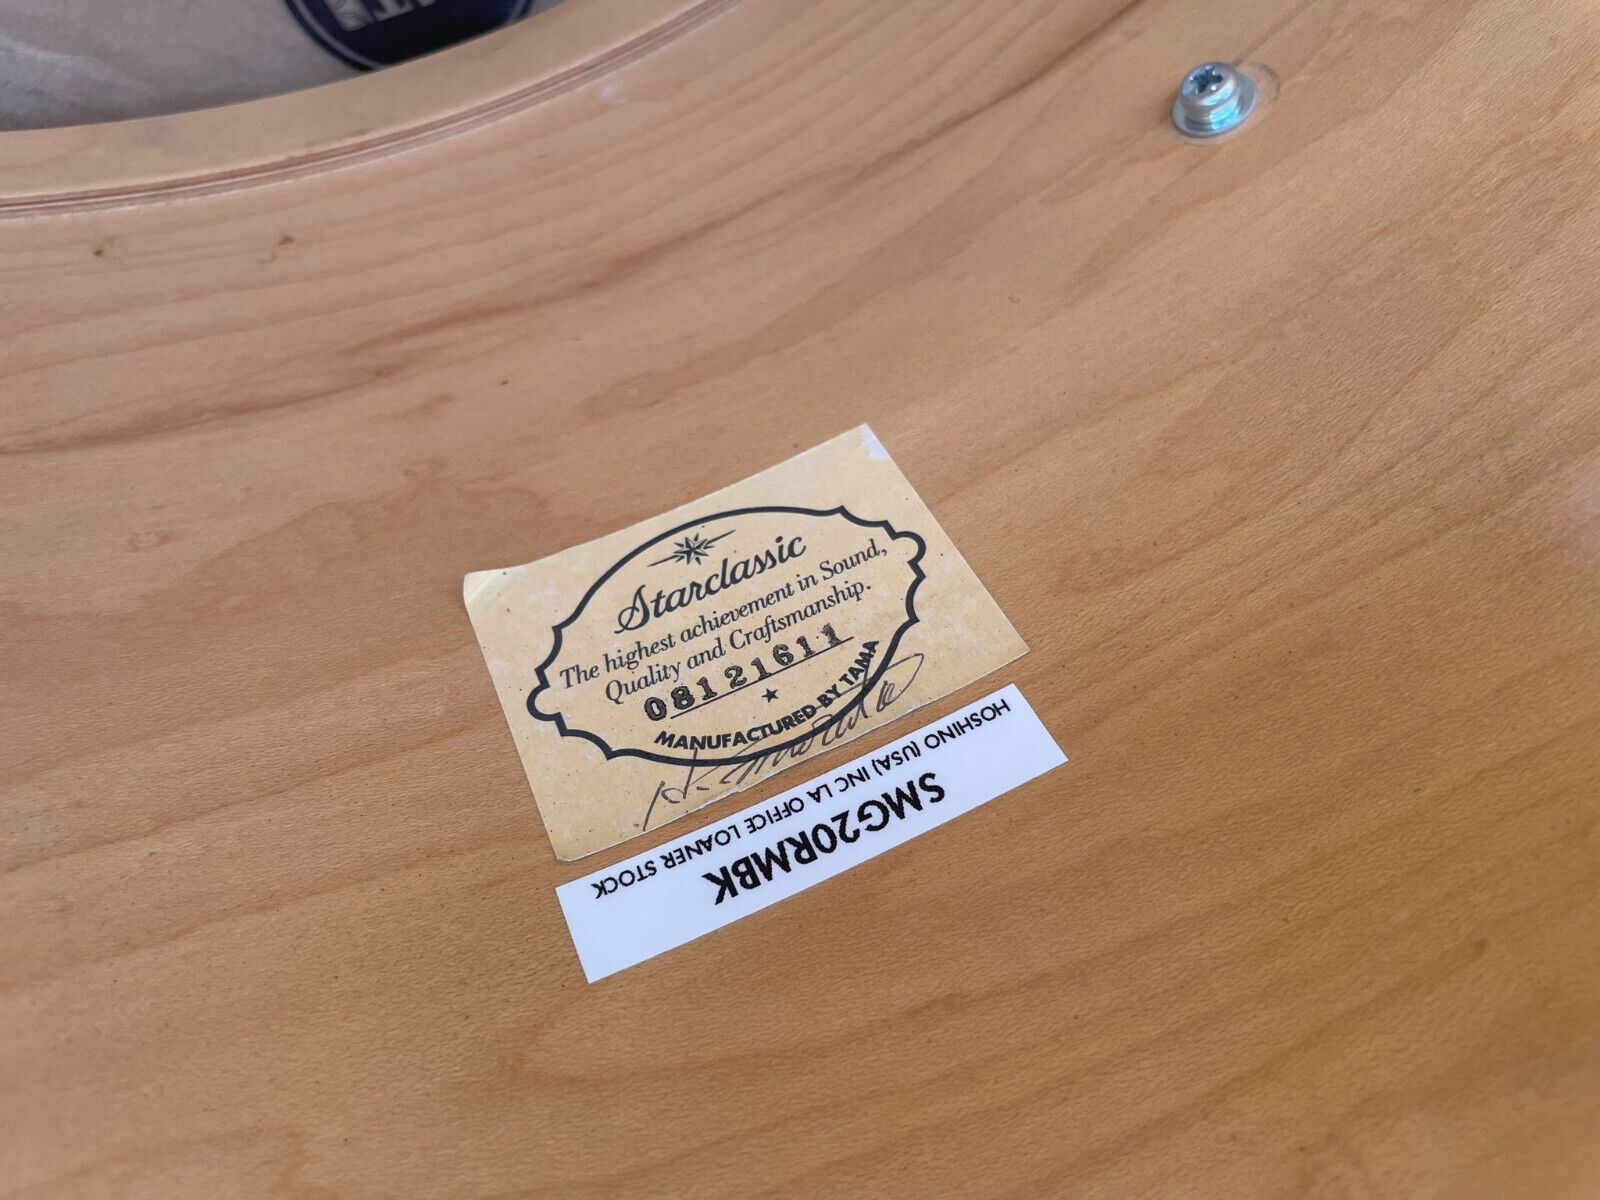 Starclassic
The highest achievement in Sound,
Quality and Craftsmanship.
08121611
MANUFACTURED BY TAMA
HOSHINO (USA) INC LA OFFICE LOANER STOCK
SMG20RMBK